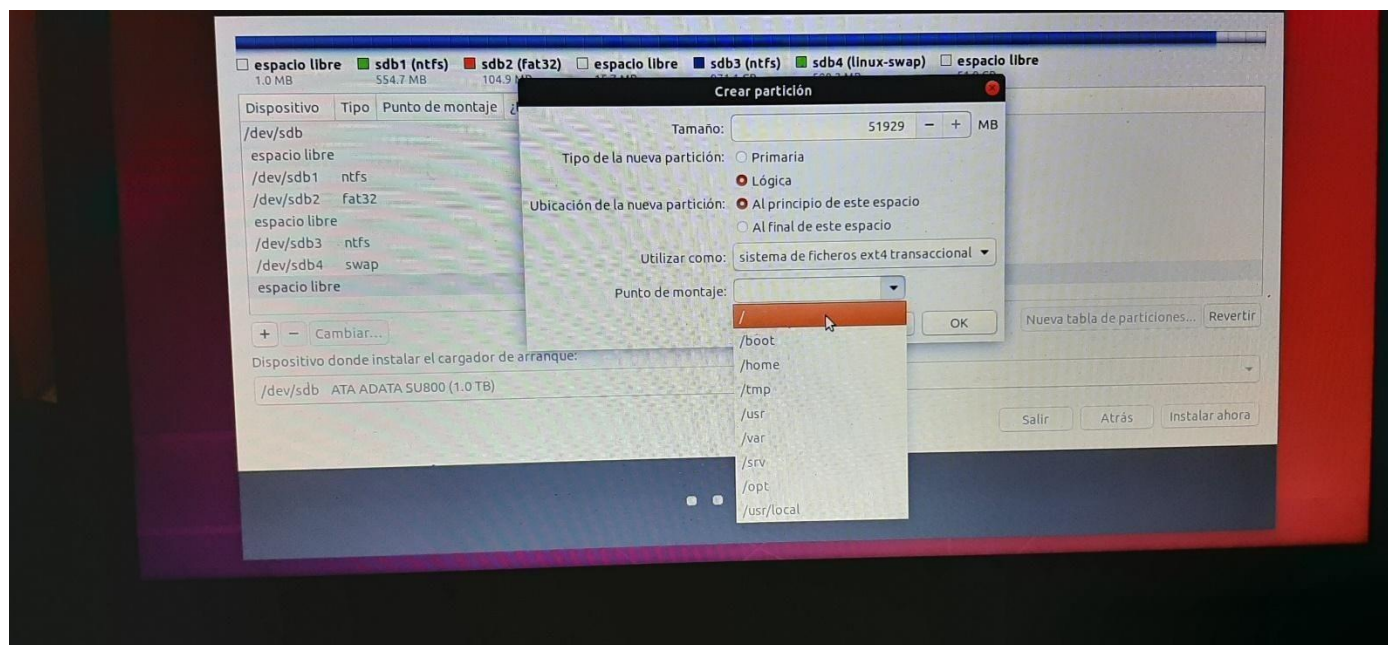 espacio libre sdb1 (ntfs) sdb2 (fat32) espacio libre sdb3 (ntfs) sdb4 (linux-swap) espacio libre
1.0 MB 554.7 MB 104.9
Crear partición
Dispositivo Tipo Punto de montaje
Tamaño: 51929 − + MB
/dev/sdb
Tipo de la nueva partición: Primaria
espacio libre
Lógica
/dev/sdb1 ntfs
Ubicación de la nueva partición: Al principio de este espacio
/dev/sdb2 fat32
Al final de este espacio
espacio libre
/dev/sdb3 ntfs
Utilizar como: sistema de ficheros ext4 transaccional
/dev/sdb4 swap
espacio libre
Punto de montaje:
/
OK
+ − Cambiar... Nueva tabla de particiones... Revertir
/boot
Dispositivo donde instalar el cargador de arranque:
/home
/dev/sdb ATA ADATA SU800 (1.0 TB)
/tmp
/usr
Salir Atrás Instalar ahora
/var
/srv
/opt
/usr/local